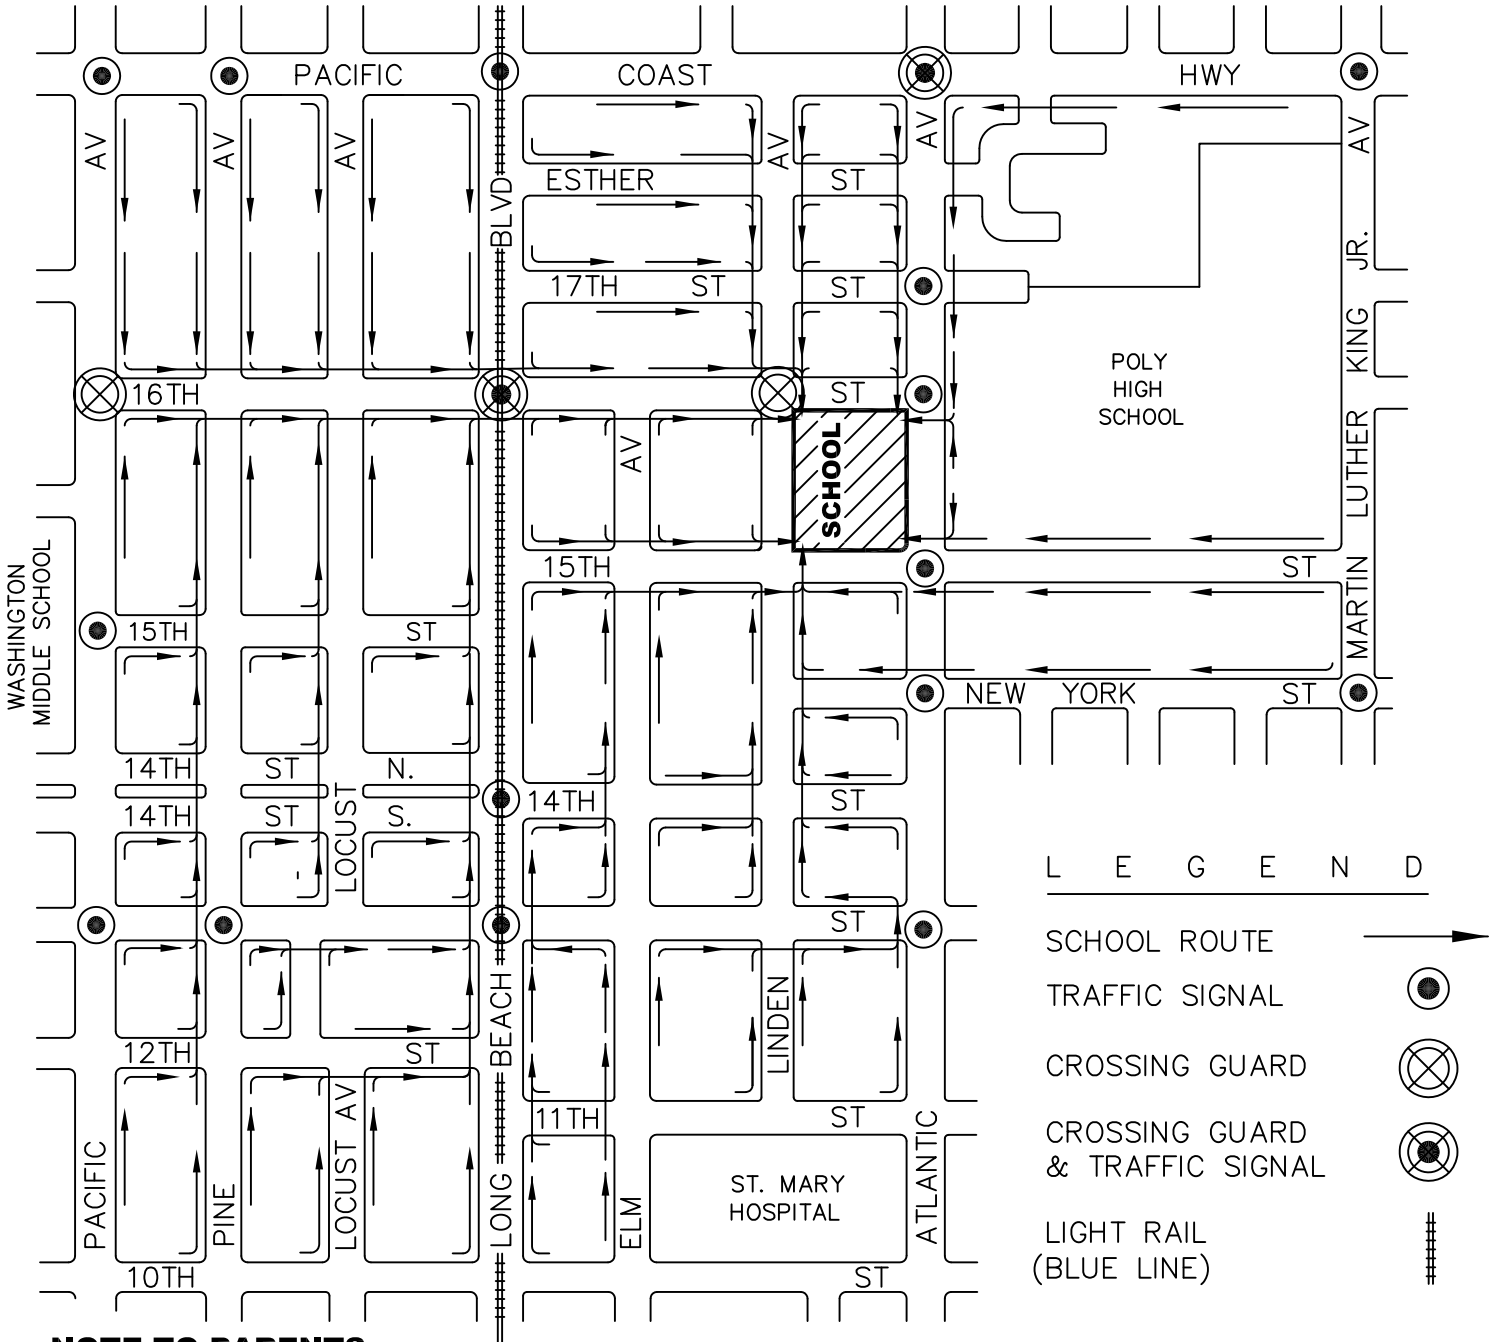 PACIFIC COAST HWY
AV AV AV AV AV AV
ESTHER ST
BLVD
17TH ST ST
JR.
16TH ST
KING
POLY
HIGH
SCHOOL
AV
SCHOOL
LUTHER
15TH ST
WASHINGTON
MIDDLE SCHOOL
MARTIN
15TH ST
NEW YORK ST
14TH ST N.
14TH ST S.
LOCUST
14TH ST
L E G E N D
ST
SCHOOL ROUTE
TRAFFIC SIGNAL
BEACH
LINDEN
12TH ST
CROSSING GUARD
11TH ST
CROSSING GUARD
& TRAFFIC SIGNAL
PACIFIC
PINE
LOCUST AV
LONG
ELM
ST. MARY
HOSPITAL
ATLANTIC
LIGHT RAIL
(BLUE LINE)
10TH ST
NOTE TO PARENTS